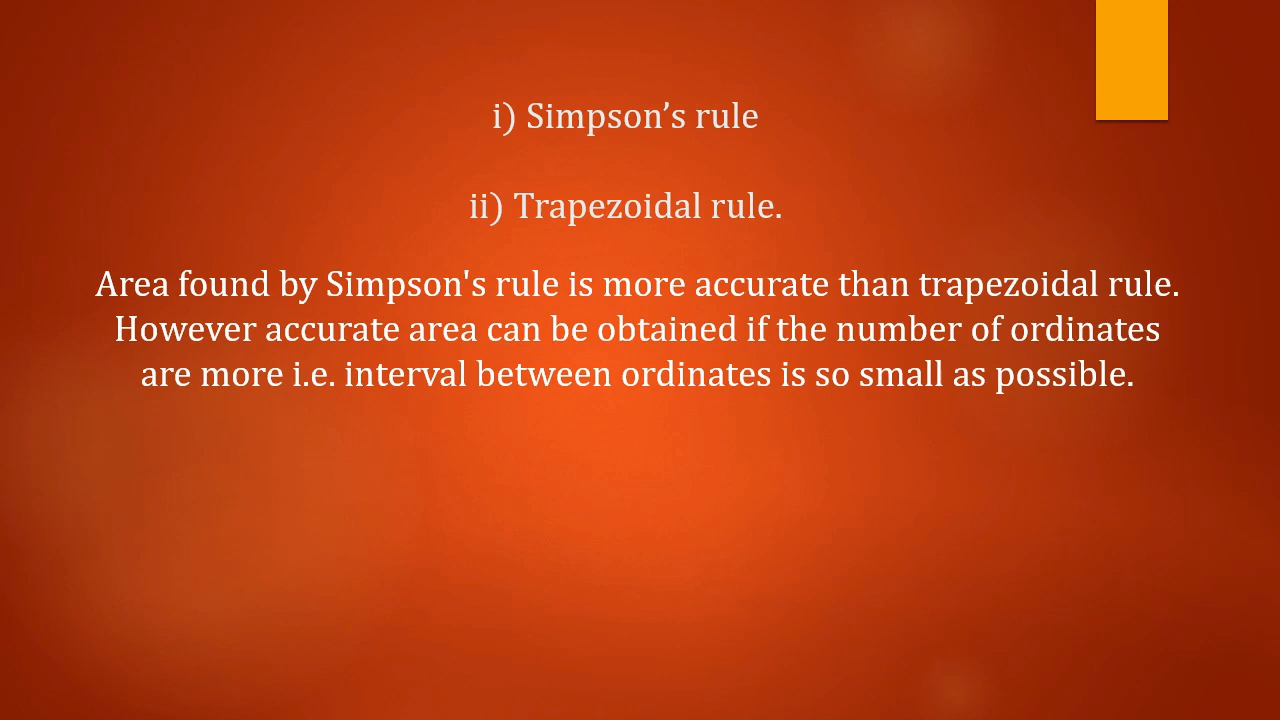 i) Simpson’s rule
ii) Trapezoidal rule.
Area found by Simpson's rule is more accurate than trapezoidal rule.
However accurate area can be obtained if the number of ordinates
are more i.e. interval between ordinates is so small as possible.